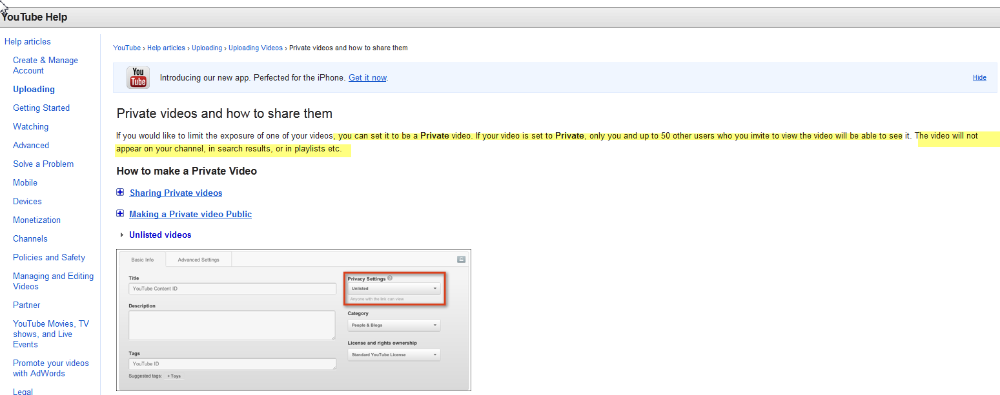 YouTube Help
Help articles
Create & Manage
Account
Uploading
Getting Started
Watching
Advanced
Solve a Problem
Mobile
Devices
Monetization
Channels
Policies and Safety
Managing and Editing
Videos
Partner
YouTube Movies, TV
shows, and Live
Events
Promote your videos
with AdWords
Legal
YouTube › Help articles › Uploading › Uploading Videos › Private videos and how to share them
You
Tube
Introducing our new app. Perfected for the iPhone. Get it now.
Hide
Private videos and how to share them
If you would like to limit the exposure of one of your videos, you can set it to be a Private video. If your video is set to Private, only you and up to 50 other users who you invite to view the video will be able to see it. The video will not
appear on your channel, in search results, or in playlists etc.
How to make a Private Video
Sharing Private videos
Making a Private video Public
Unlisted videos
Basic Info
Advanced Settings
Title
YouTube Content ID
Description
Tags
YouTube ID
Suggested tags: + Toys
Privacy Settings ?
Unlisted
Anyone with the link can view
Category
People & Blogs
License and rights ownership
Standard YouTube License